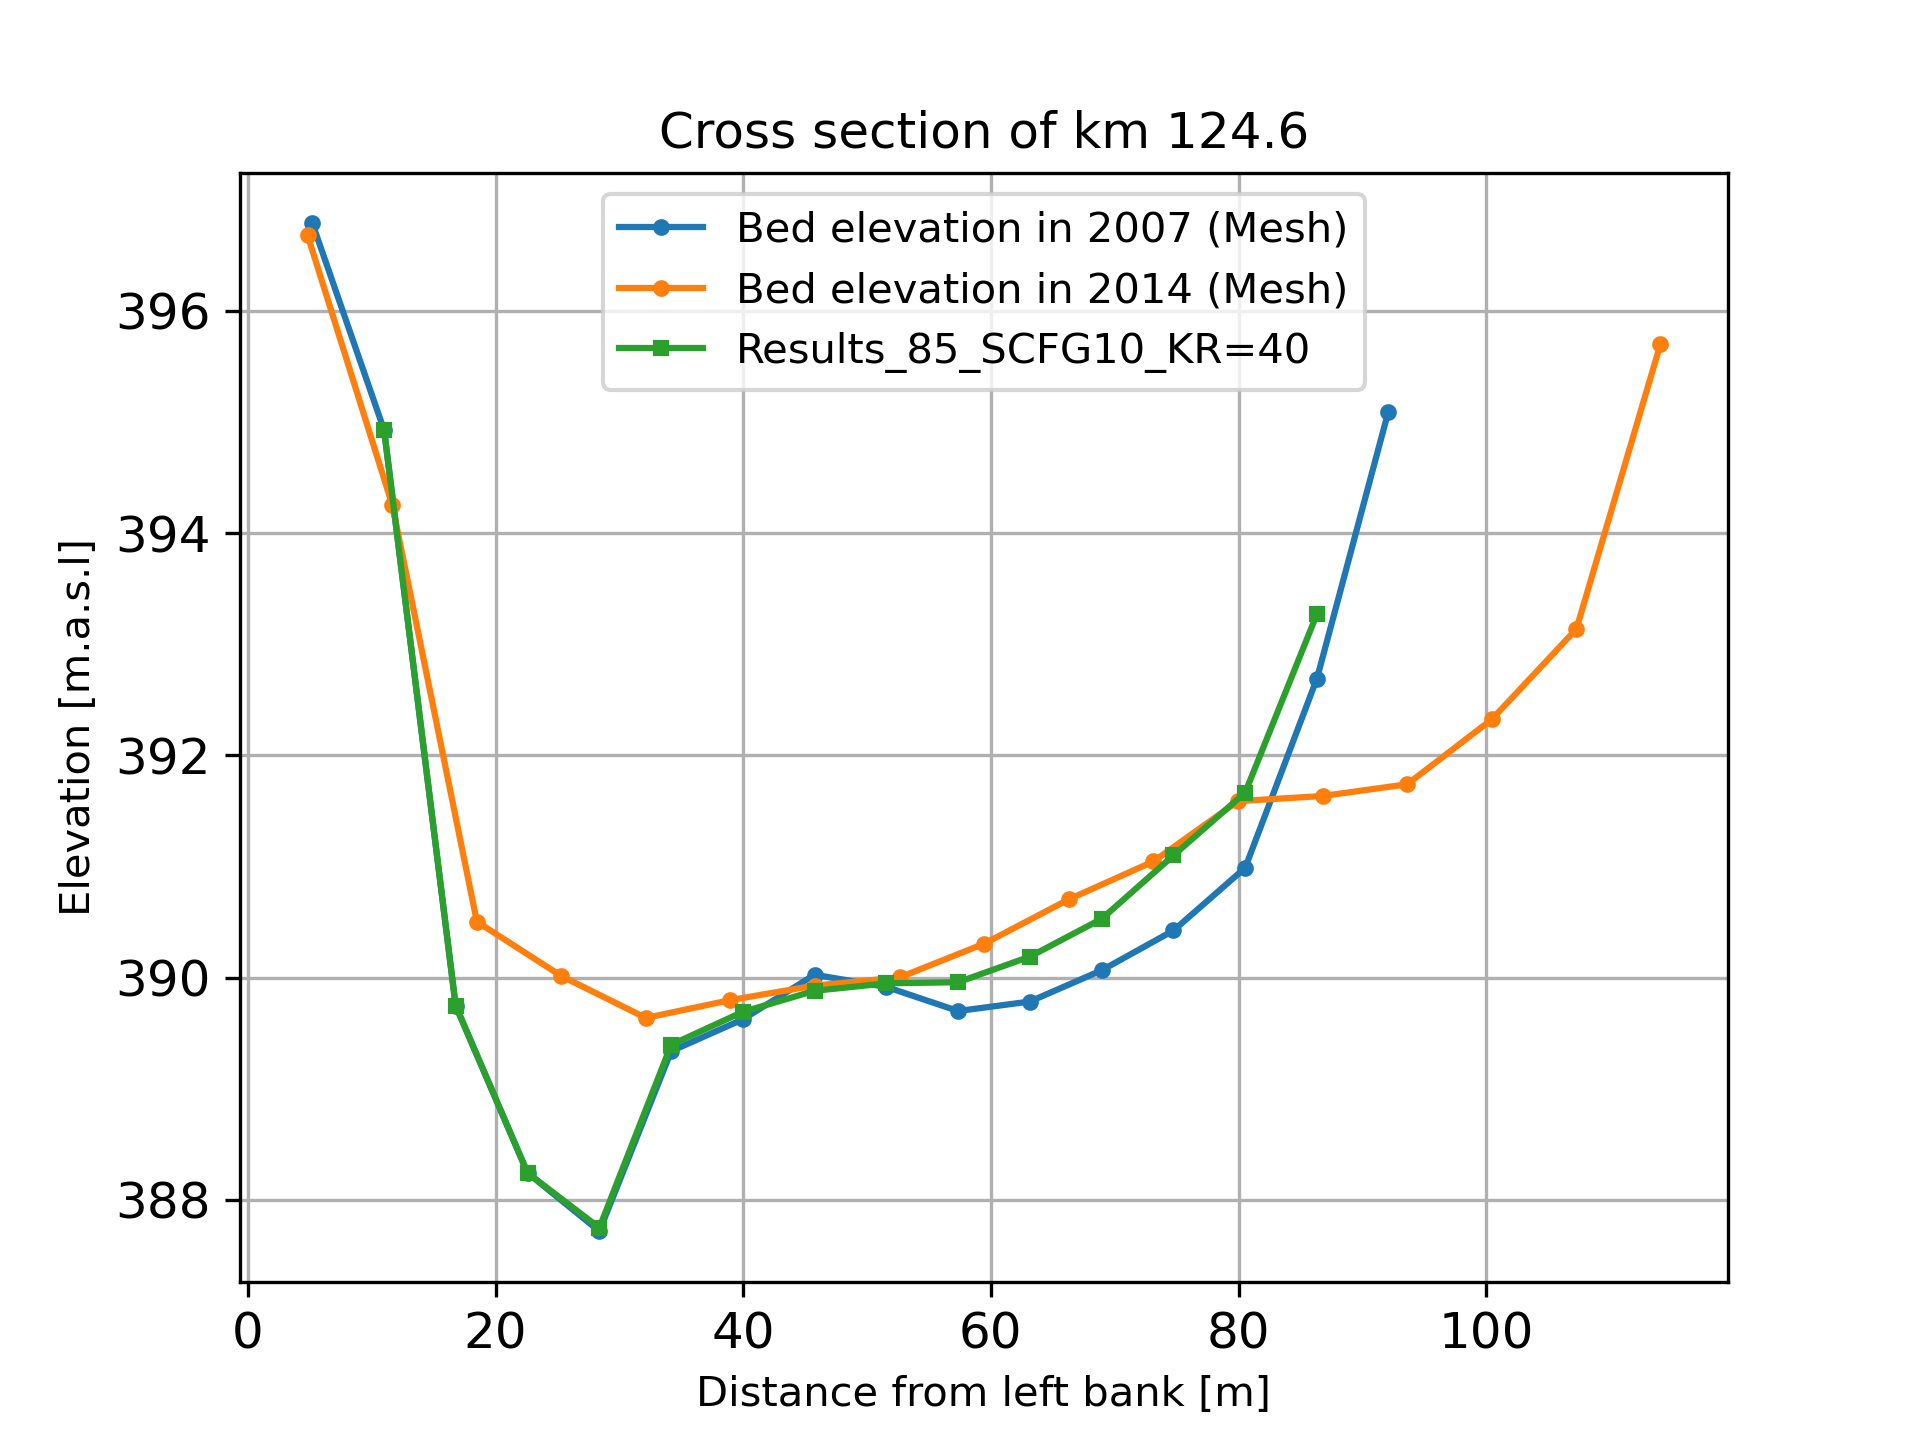 Cross section of km 124.6
Bed elevation in 2007 (Mesh)
Bed elevation in 2014 (Mesh)
Results_85_SCFG10_KR=40
396
394
392
390
388
Elevation [m.a.s.l]
0 20 40 60 80 100
Distance from left bank [m]